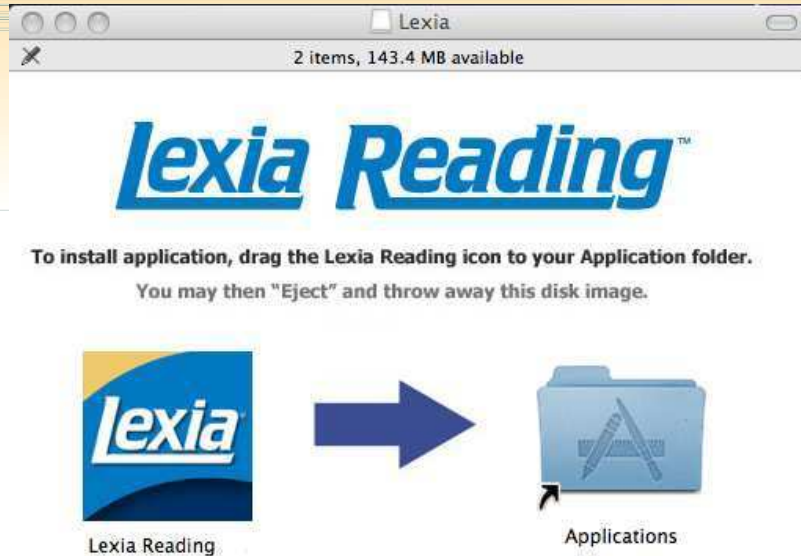 Lexia
2 items, 143.4 MB available
Lexia Reading™
To install application, drag the Lexia Reading icon to your Application folder.
You may then “Eject” and throw away this disk image.
Lexia
Lexia Reading
Applications